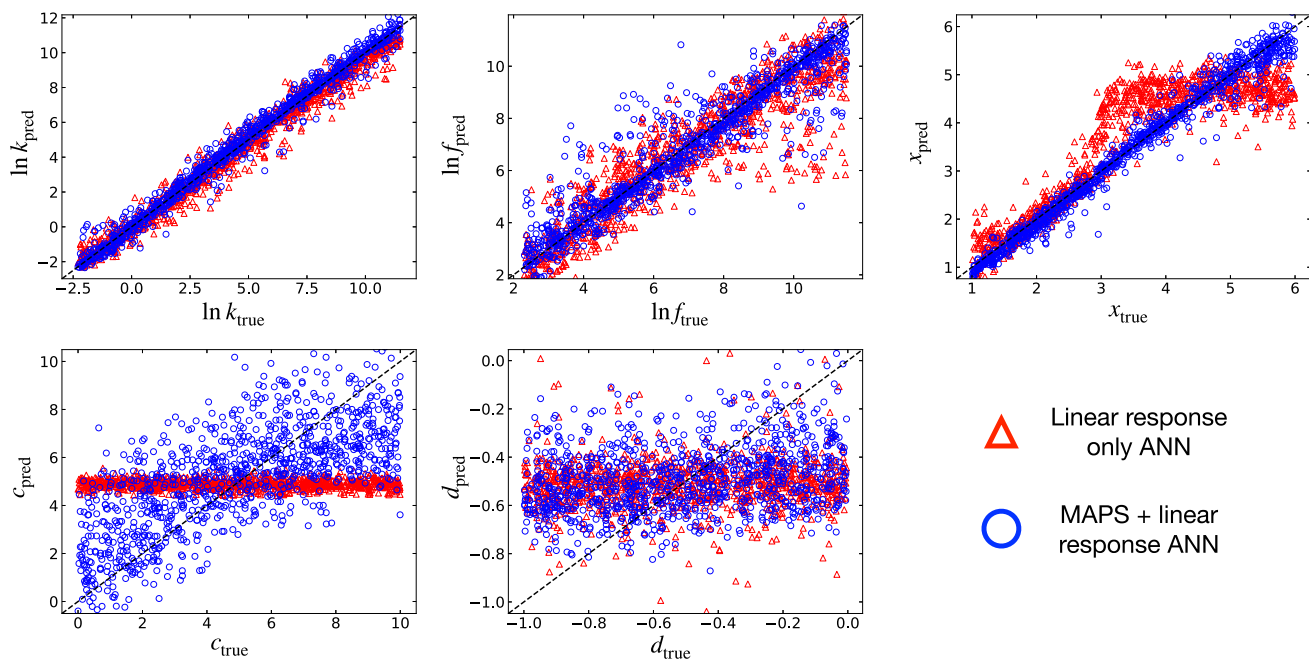 12
10
8
6
4
2
0
−2
ln k_pred
−2.5 0.0 2.5 5.0 7.5 10.0
ln k_true
10
8
6
4
2
ln f_pred
2 4 6 8 10
ln f_true
6
5
4
3
2
1
x_pred
1 2 3 4 5 6
x_true
10
8
6
4
2
0
c_pred
0 2 4 6 8 10
c_true
0.0
−0.2
−0.4
−0.6
−0.8
−1.0
d_pred
−1.0 −0.8 −0.6 −0.4 −0.2 0.0
d_true
Linear response
only ANN
MAPS + linear
response ANN